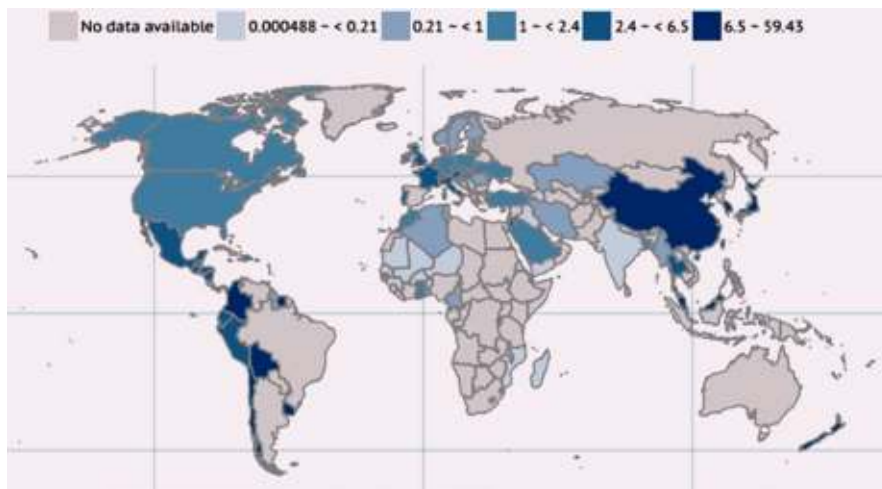 No data available 0.000488 – < 0.21 0.21 – < 1 1 – < 2.4 2.4 – < 6.5 6.5 – 59.43